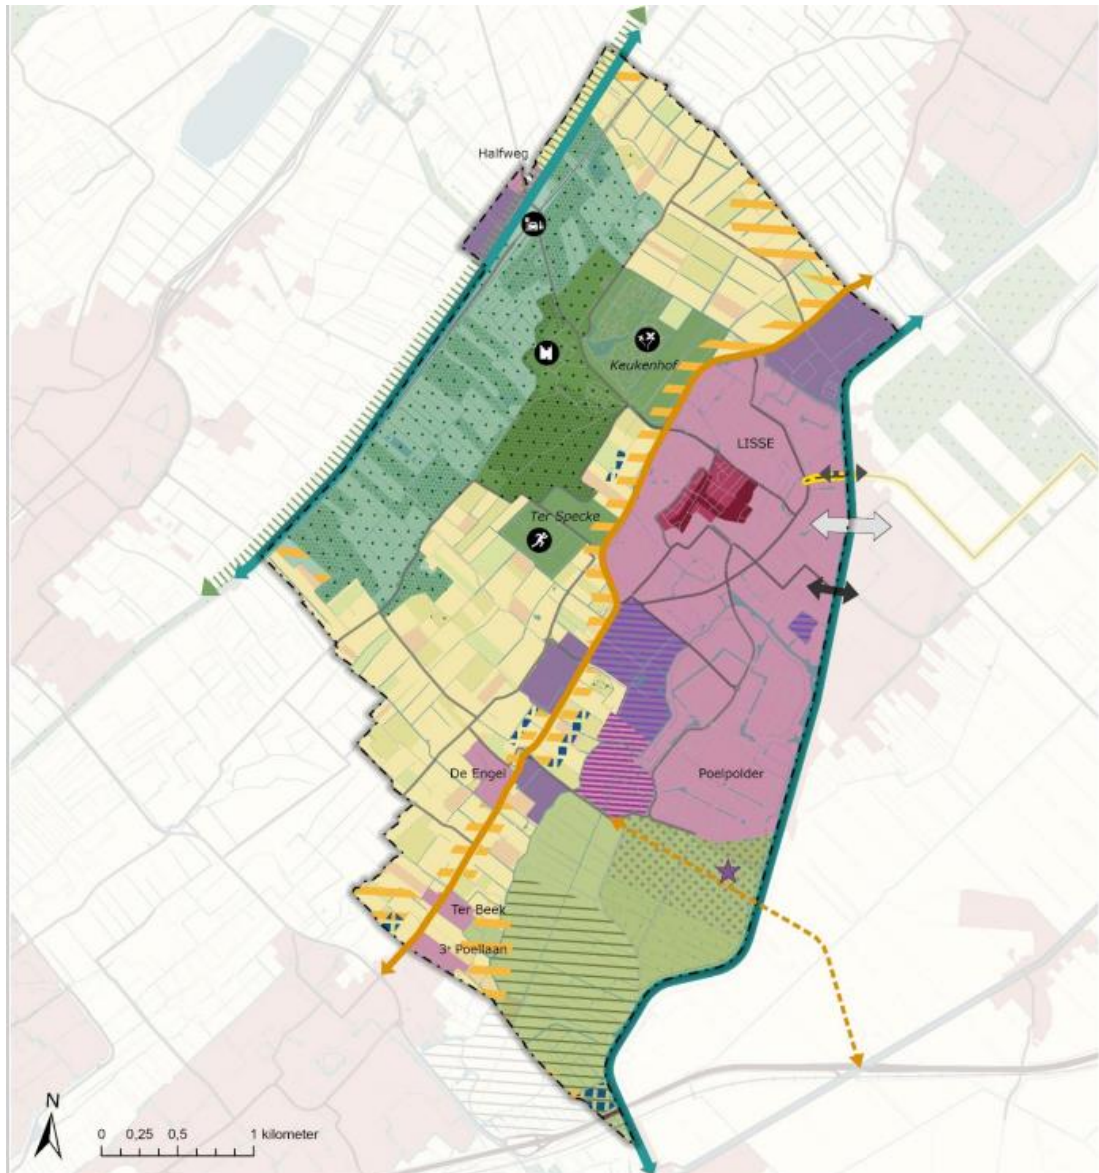 Halfweg
Keukenhof
LISSE
Ter Specke
De Engel
Poelpolder
Ter Beek
3e Poellaan
N
0 0,25 0,5 1 kilometer